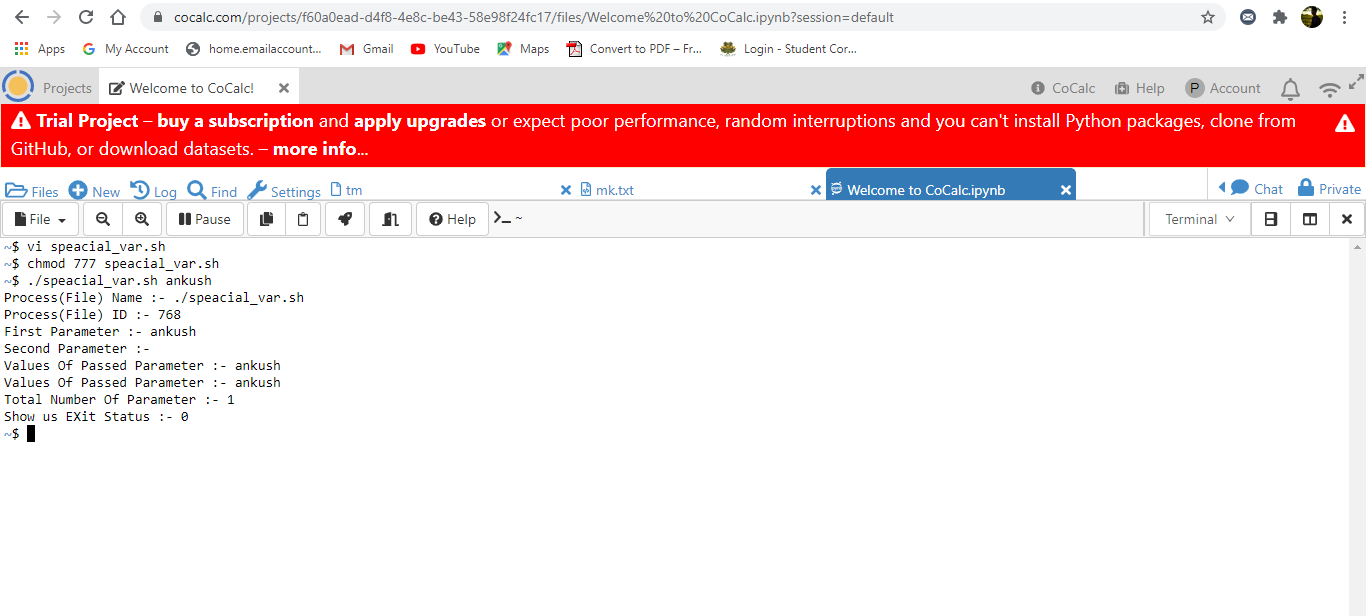 cocalc.com/projects/f60a0ead-d4f8-4e8c-be43-58e98f24fc17/files/Welcome%20to%20CoCalc.ipynb?session=default
Apps My Account home.emailaccount... Gmail YouTube Maps Convert to PDF – Fr... Login - Student Cor...
Projects Welcome to CoCalc! CoCalc Help P Account
Trial Project – buy a subscription and apply upgrades or expect poor performance, random interruptions and you can't install Python packages, clone from
GitHub, or download datasets. – more info...
Files New Log Find Settings tm mk.txt Welcome to CoCalc.ipynb Chat Private
File Pause Help >_ ~ Terminal
~$ vi speacial_var.sh
~$ chmod 777 speacial_var.sh
~$ ./speacial_var.sh ankush
Process(File) Name :- ./speacial_var.sh
Process(File) ID :- 768
First Parameter :- ankush
Second Parameter :-
Values Of Passed Parameter :- ankush
Values Of Passed Parameter :- ankush
Total Number Of Parameter :- 1
Show us EXit Status :- 0
~$